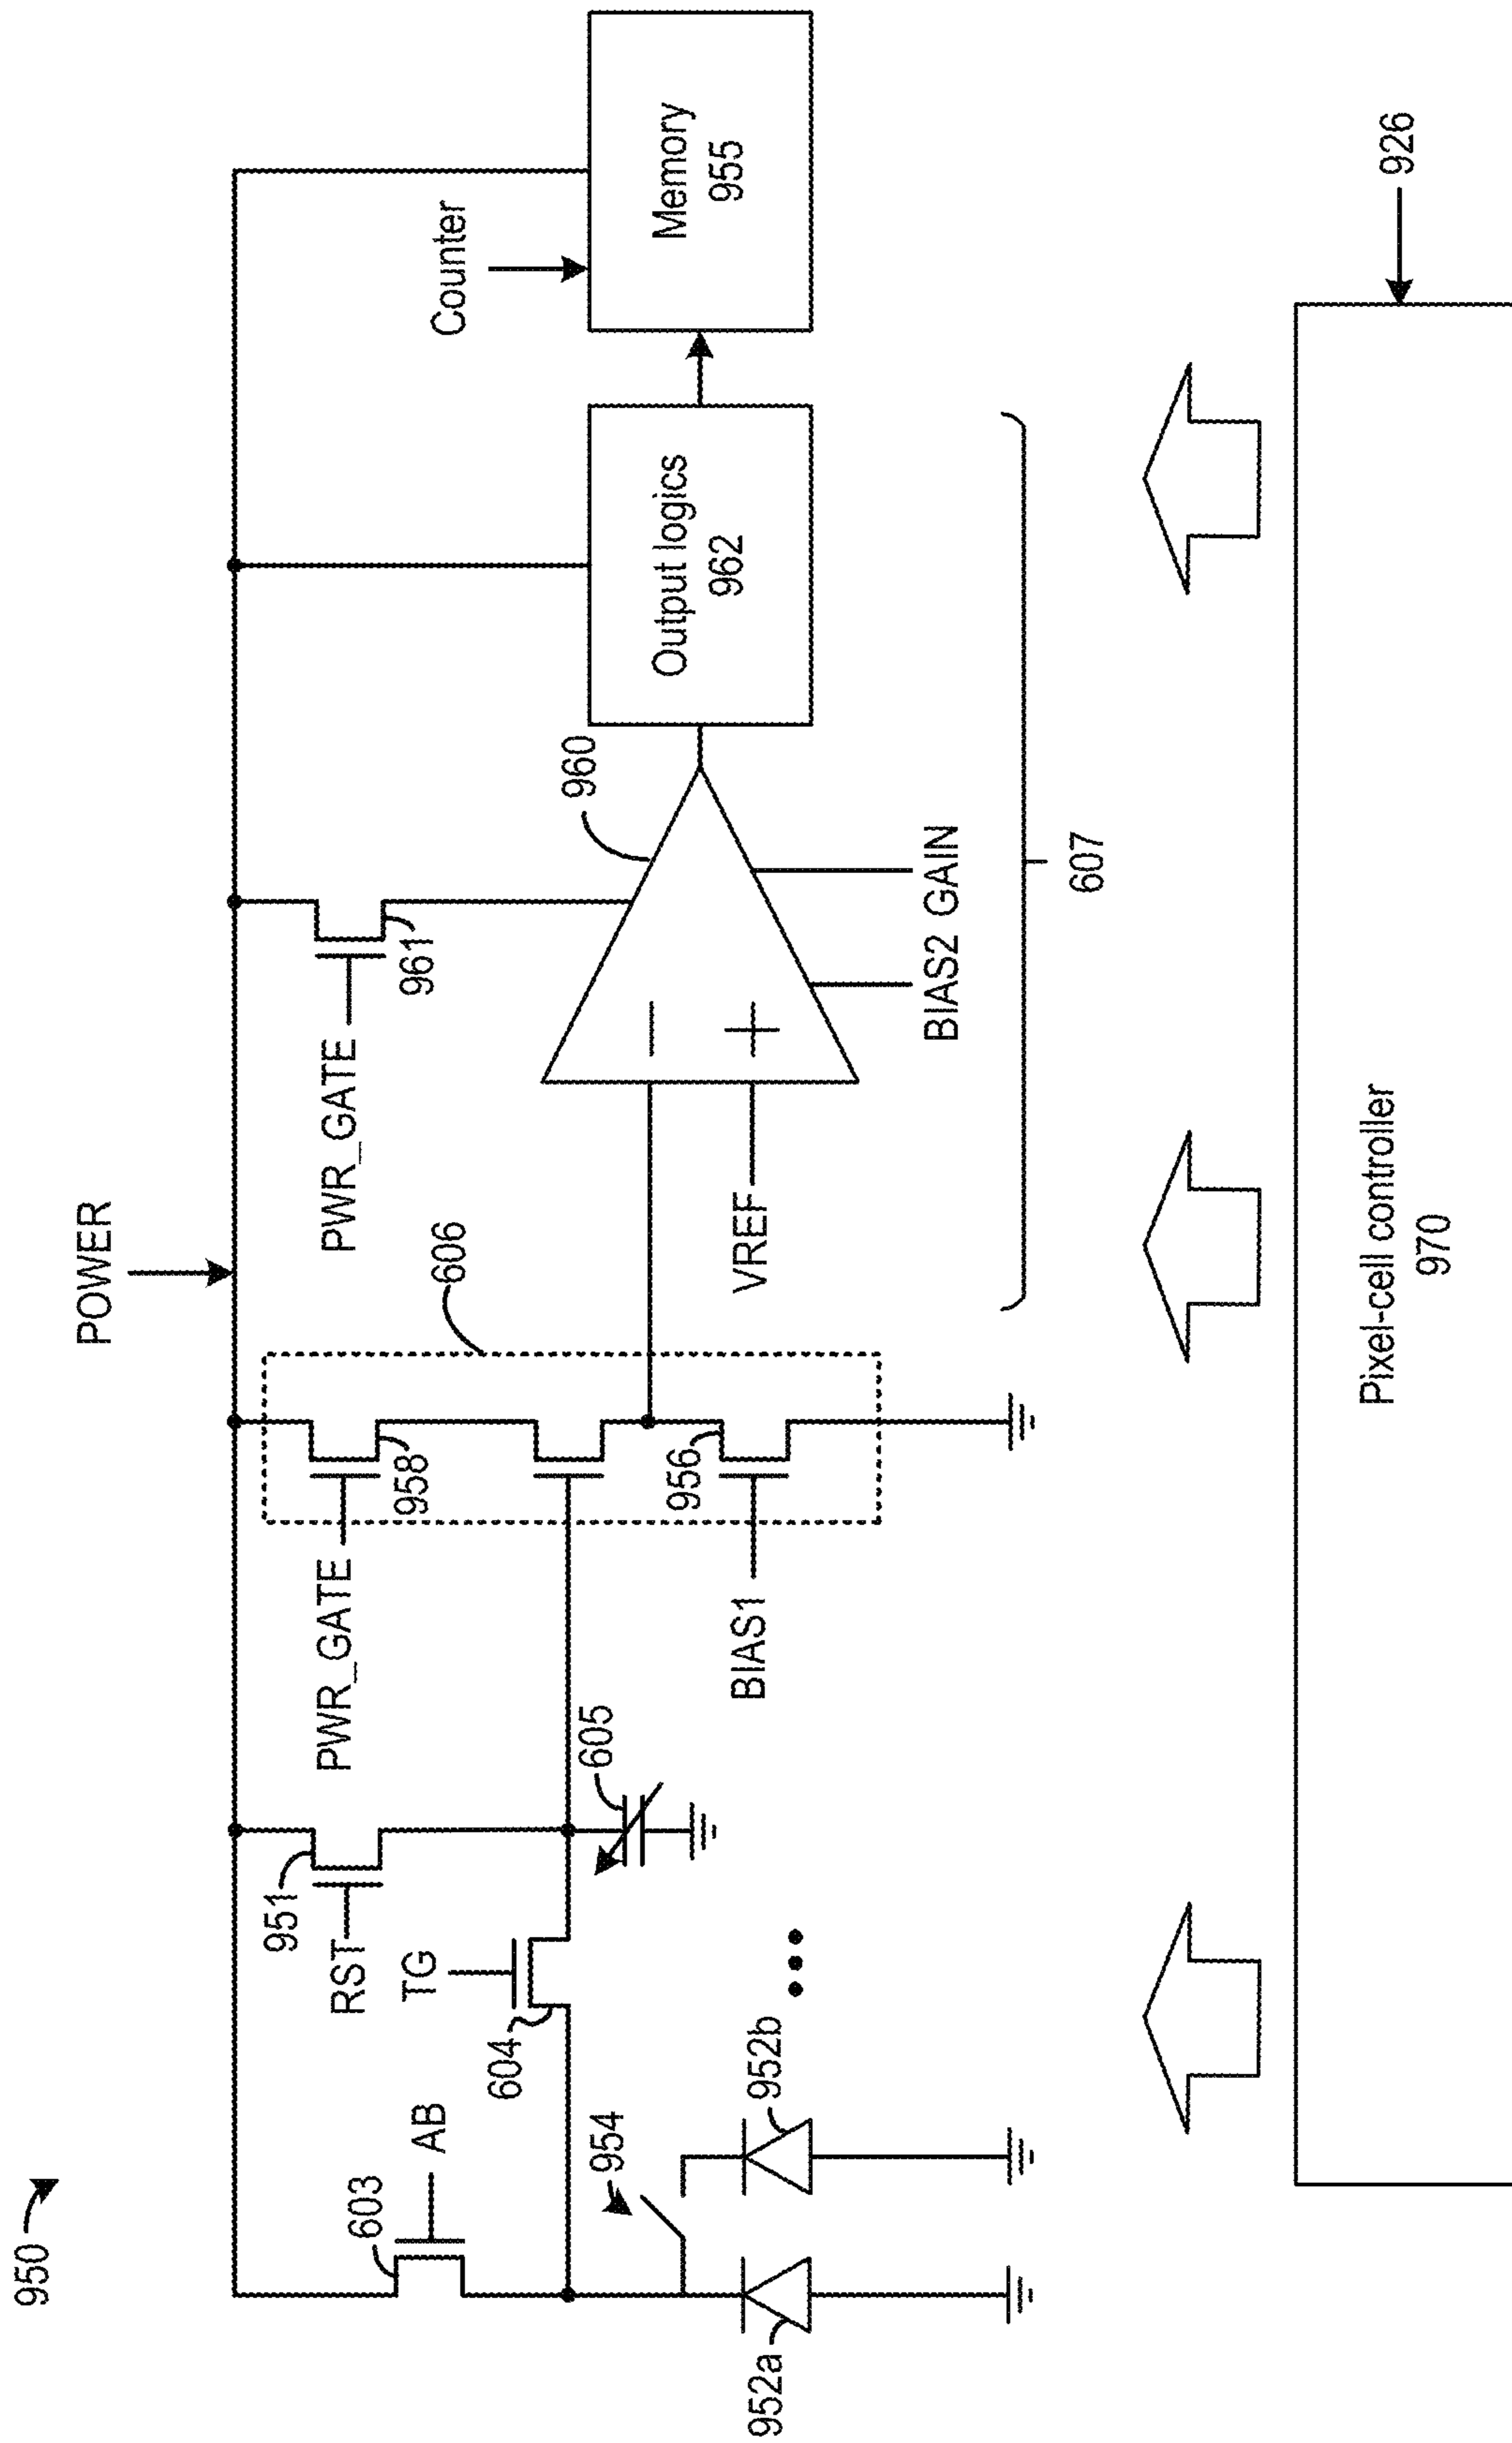 950
POWER
603
AB
951
RST
TG
604
605
PWR_GATE
958
606
956
BIAS1
PWR_GATE
961
960
VREF
BIAS2 GAIN
607
Output logics
962
Counter
Memory
955
954
952a
952b
Pixel-cell controller
970
926